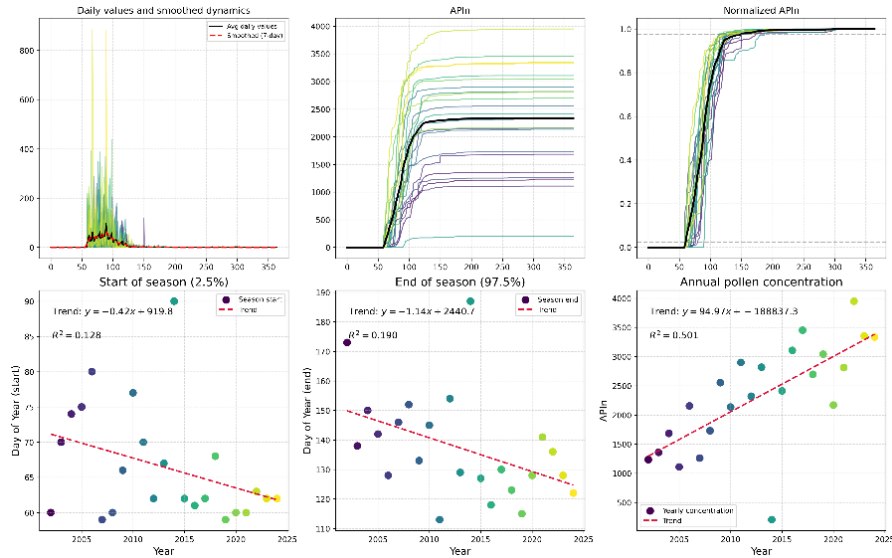 Daily values and smoothed dynamics
Avg daily values
Smoothed (7-day)
800
600
400
200
0
0 50 100 150 200 250 300 350
APIn
4000
3500
3000
2500
2000
1500
1000
500
0
0 50 100 150 200 250 300 350
Normalized APIn
1.0
0.8
0.6
0.4
0.2
0.0
0 50 100 150 200 250 300 350
Start of season (2.5%)
Trend: y=−0.42x+919.8
R² = 0.128
Season start
Trend
Day of Year (start)
90
85
80
75
70
65
60
2005 2010 2015 2020 2025
Year
End of season (97.5%)
Trend: y=−1.14x+2440.7
R² = 0.190
Season end
Trend
Day of Year (end)
190
180
170
160
150
140
130
120
110
2005 2010 2015 2020 2025
Year
Annual pollen concentration
Trend: y = 94.97x + −188837.3
R² = 0.501
Yearly concentration
Trend
APIn
4000
3500
3000
2500
2000
1500
1000
500
2005 2010 2015 2020 2025
Year